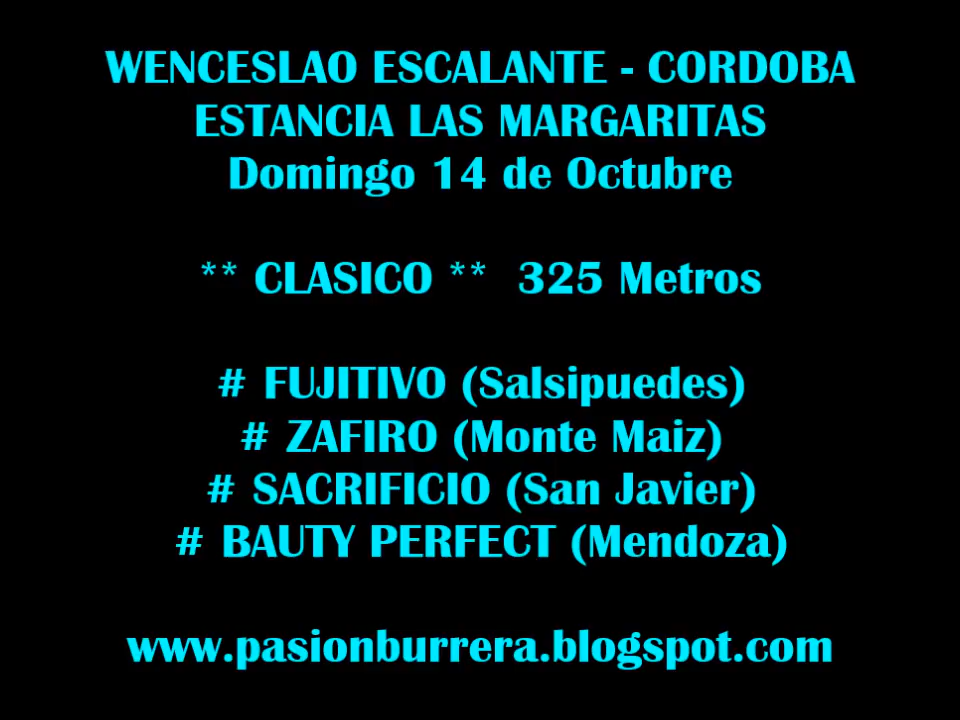 WENCESLAO ESCALANTE - CORDOBA
ESTANCIA LAS MARGARITAS
Domingo 14 de Octubre
** CLASICO ** 325 Metros
# FUJITIVO (Salsipuedes)
# ZAFIRO (Monte Maiz)
# SACRIFICIO (San Javier)
# BAUTY PERFECT (Mendoza)
www.pasionburrera.blogspot.com